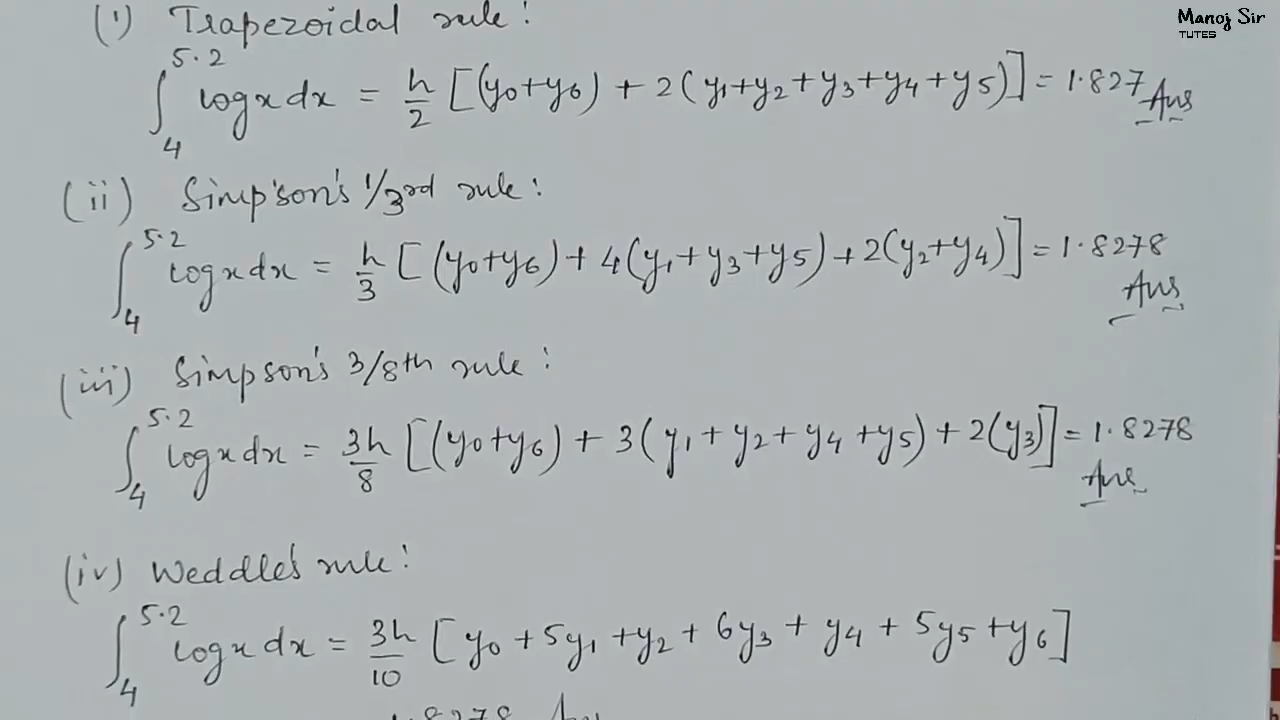 Manoj Sir
TUTES
(i) Trapezoidal rule:
∫₄^5.2 log x dx = h/2 [(y₀+y₆) + 2(y₁+y₂+y₃+y₄+y₅)] = 1.827 Ans
(ii) Simpson's 1/3rd rule:
∫₄^5.2 log x dx = h/3 [(y₀+y₆) + 4(y₁+y₃+y₅) + 2(y₂+y₄)] = 1.8278
Ans
(iii) Simpson's 3/8th rule:
∫₄^5.2 log x dx = 3h/8 [(y₀+y₆) + 3(y₁+y₂+y₄+y₅) + 2(y₃)] = 1.8278
Ans
(iv) Weddle's rule:
∫₄^5.2 log x dx = 3h/10 [y₀ + 5y₁ + y₂ + 6y₃ + y₄ + 5y₅ + y₆]
1.8278 Ans